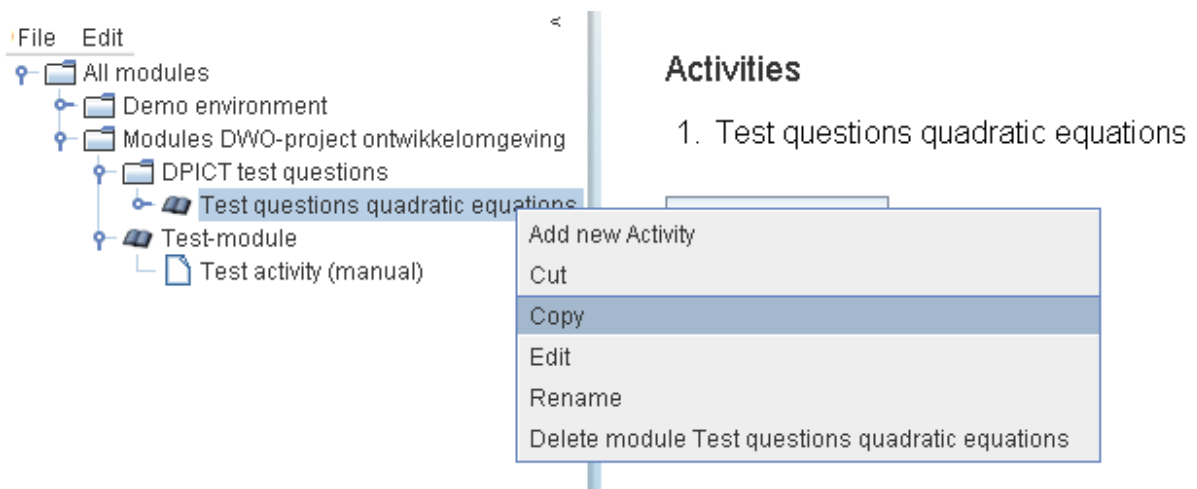 File Edit
All modules
Demo environment
Modules DWO-project ontwikkelomgeving
DPICT test questions
Test questions quadratic equations
Test-module
Test activity (manual)
Activities
1. Test questions quadratic equations
Add new Activity
Cut
Copy
Edit
Rename
Delete module Test questions quadratic equations